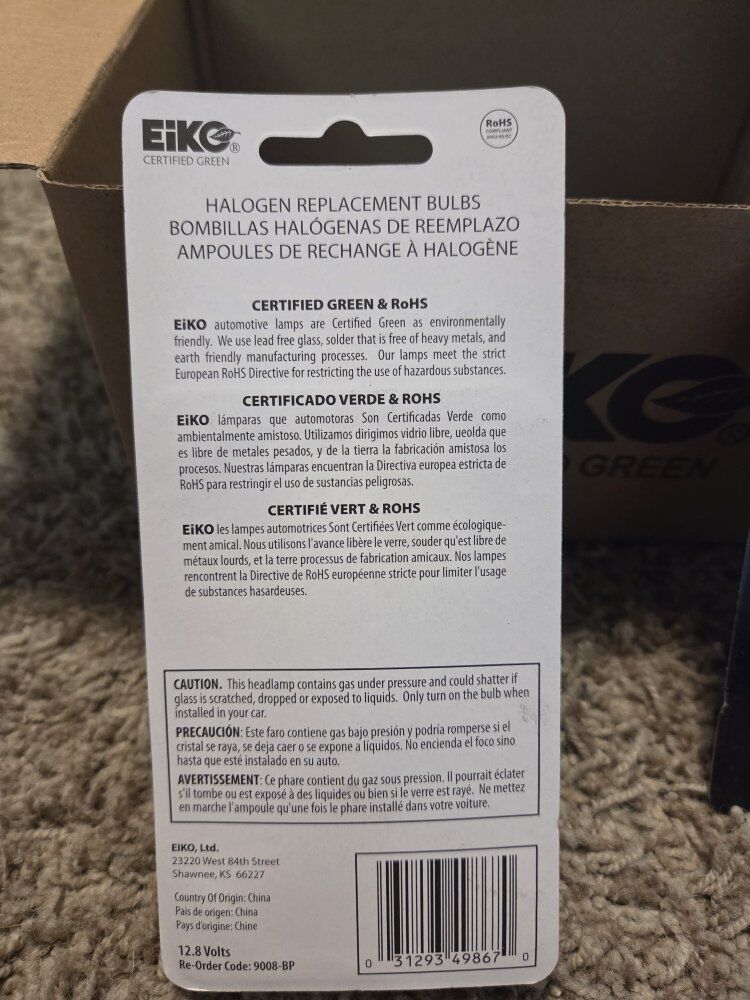 EiKO®
CERTIFIED GREEN
RoHS
COMPLIANT
2002/95/EC
HALOGEN REPLACEMENT BULBS
BOMBILLAS HALÓGENAS DE REEMPLAZO
AMPOULES DE RECHANGE À HALOGÈNE
CERTIFIED GREEN & RoHS
EiKO automotive lamps are Certified Green as environmentally
friendly. We use lead free glass, solder that is free of heavy metals, and
earth friendly manufacturing processes. Our lamps meet the strict
European RoHS Directive for restricting the use of hazardous substances.
CERTIFICADO VERDE & ROHS
EiKO lámparas que automotoras Son Certificadas Verde como
ambientalmente amistoso. Utilizamos dirigimos vidrio libre, ueolda que
es libre de metales pesados, y de la tierra la fabricación amistosa los
procesos. Nuestras lámparas encuentran la Directiva europea estricta de
RoHS para restringir el uso de sustancias peligrosas.
CERTIFIÉ VERT & ROHS
EiKO les lampes automotrices Sont Certifiées Vert comme écologique-
ment amical. Nous utilisons l'avance libère le verre, souder qu'est libre de
métaux lourds, et la terre processus de fabrication amicaux. Nos lampes
rencontrent la Directive de RoHS européenne stricte pour limiter l'usage
de substances hasardeuses.
CAUTION. This headlamp contains gas under pressure and could shatter if
glass is scratched, dropped or exposed to liquids. Only turn on the bulb when
installed in your car.
PRECAUCIÓN: Este faro contiene gas bajo presión y podría romperse si el
cristal se raya, se deja caer o se expone a líquidos. No encienda el foco sino
hasta que esté instalado en su auto.
AVERTISSEMENT: Ce phare contient du gaz sous pression. Il pourrait éclater
s'il tombe ou est exposé à des liquides ou bien si le verre est rayé. Ne mettez
en marche l'ampoule qu'une fois le phare installé dans votre voiture.
EIKO, Ltd.
23220 West 84th Street
Shawnee, KS 66227
Country Of Origin: China
Pais de origen: China
Pays d'origine: Chine
12.8 Volts
Re-Order Code: 9008-BP
0 31293 49867 0
KO®
D GREEN